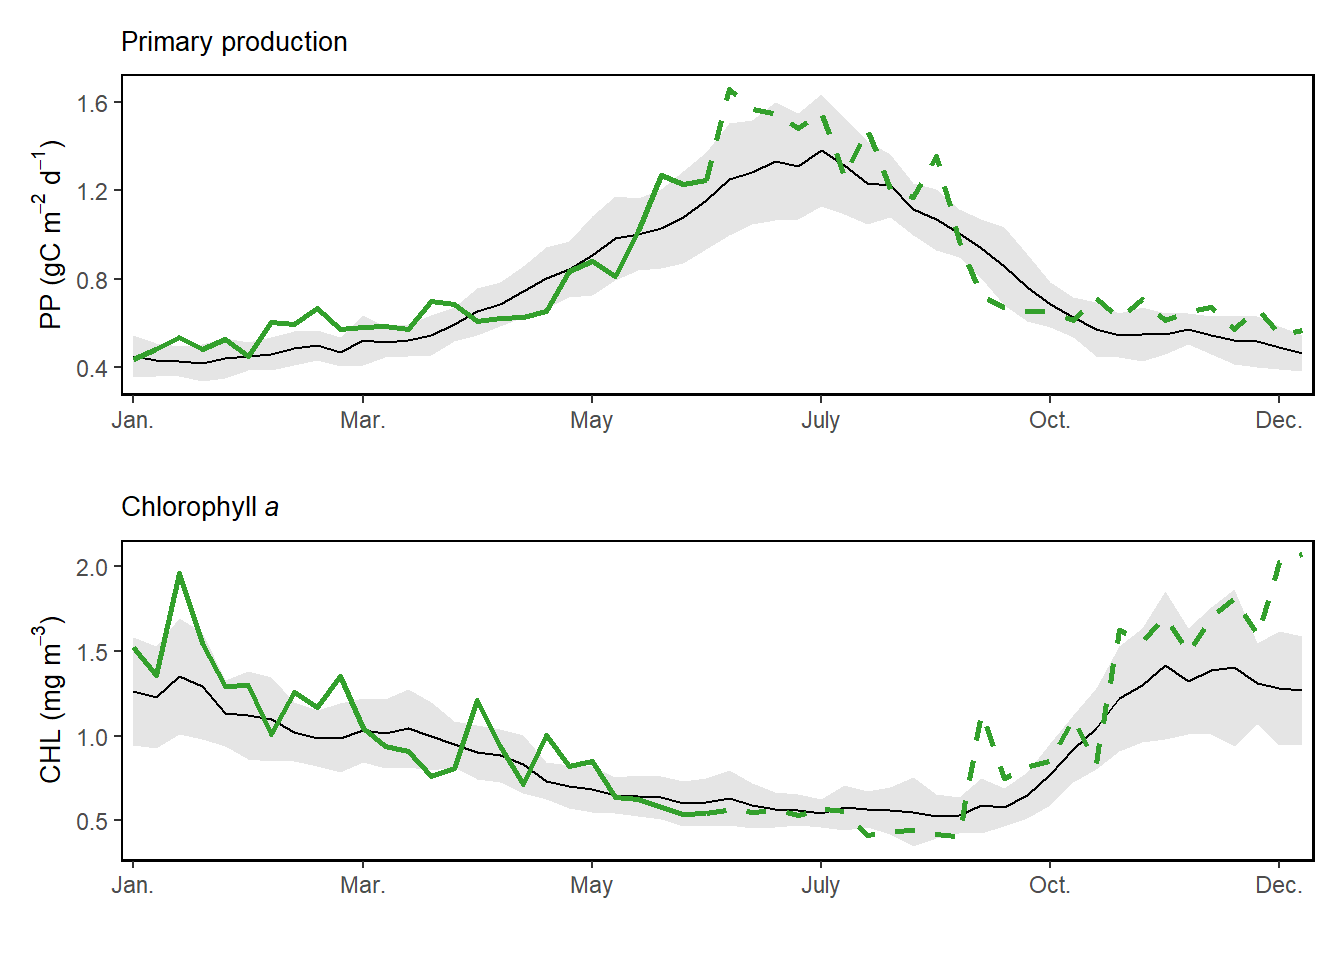 Primary production
PP (gC m⁻² d⁻¹)
1.6
1.2
0.8
0.4
Jan. Mar. May July Oct. Dec.
Chlorophyll a
CHL (mg m⁻³)
2.0
1.5
1.0
0.5
Jan. Mar. May July Oct. Dec.